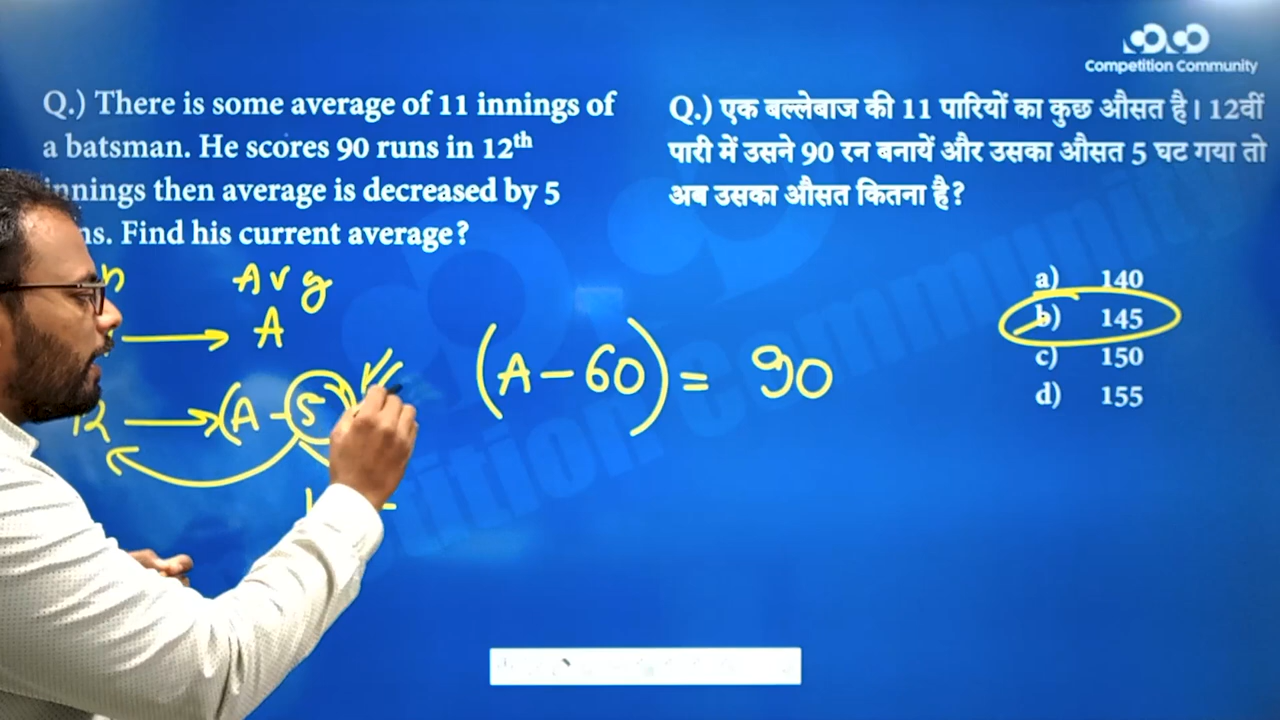 Competition Community
Q.) There is some average of 11 innings of
a batsman. He scores 90 runs in 12th
innings then average is decreased by 5
Find his current average?
Q.) एक बल्लेबाज की 11 पारियों का कुछ औसत है। 12वीं
पारी में उसने 90 रन बनायें और उसका औसत 5 घट गया तो
अब उसका औसत कितना है?
a) 140
b) 145
c) 150
d) 155
Avg
A
12 (A - 5)
(A - 60) = 90